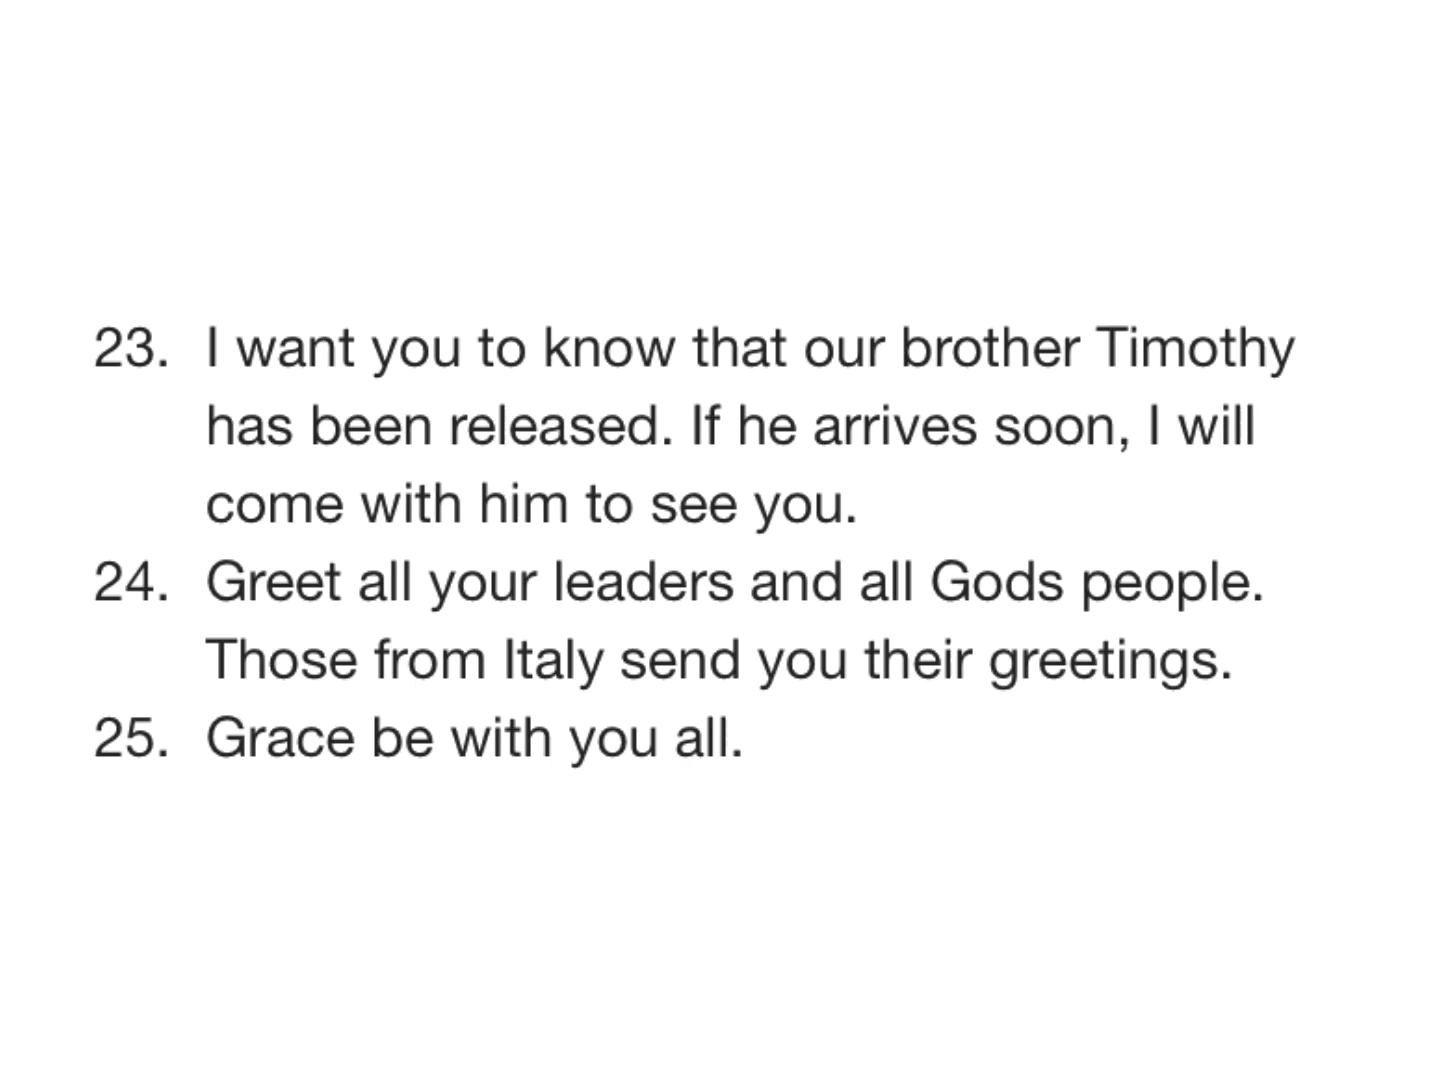 23. I want you to know that our brother Timothy
has been released. If he arrives soon, I will
come with him to see you.
24. Greet all your leaders and all Gods people.
Those from Italy send you their greetings.
25. Grace be with you all.